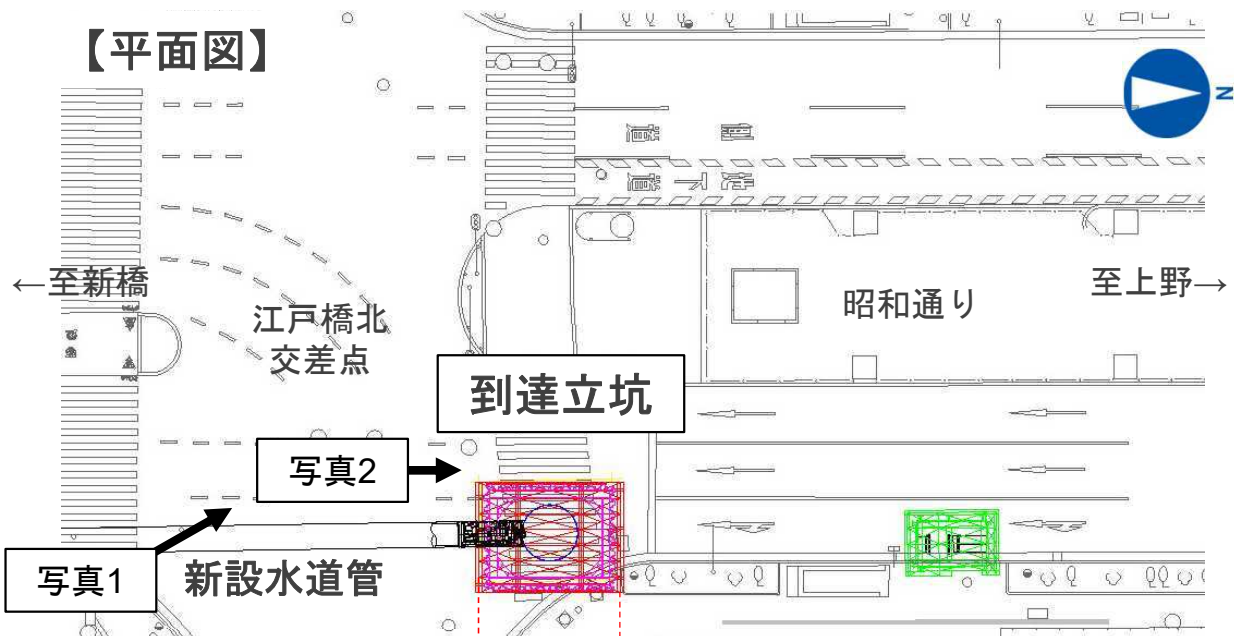 【平面図】
N
←至新橋
江戸橋北
交差点
昭和通り
至上野→
到達立坑
写真2
写真1
新設水道管